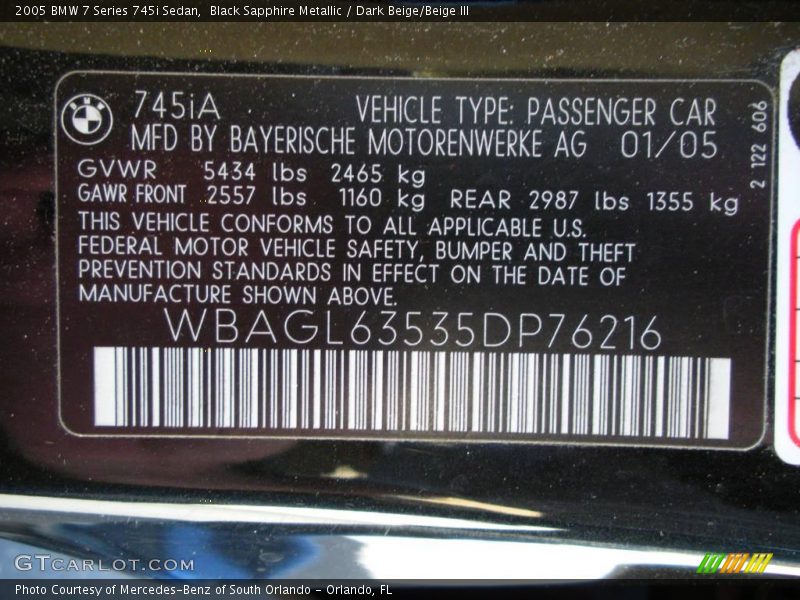 2005 BMW 7 Series 745i Sedan,  Black Sapphire Metallic / Dark Beige/Beige III
BMW
745iA VEHICLE TYPE: PASSENGER CAR
MFD BY BAYERISCHE MOTORENWERKE AG 01/05
GVWR 5434 lbs 2465 kg
GAWR FRONT 2557 lbs 1160 kg REAR 2987 lbs 1355 kg
THIS VEHICLE CONFORMS TO ALL APPLICABLE U.S.
FEDERAL MOTOR VEHICLE SAFETY, BUMPER AND THEFT
PREVENTION STANDARDS IN EFFECT ON THE DATE OF
MANUFACTURE SHOWN ABOVE.
WBAGL63535DP76216
2 122 606
GTCARLOT.COM
Photo Courtesy of Mercedes-Benz of South Orlando - Orlando, FL